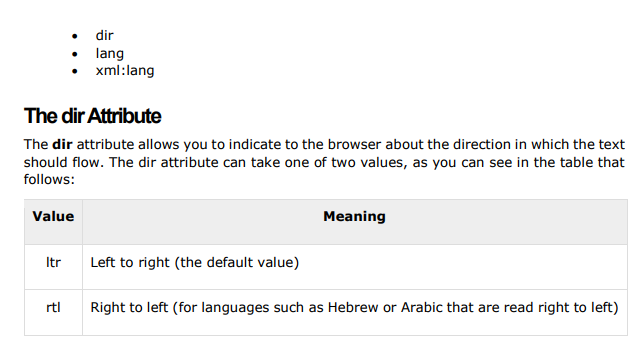 dir
lang
xml:lang
The dir Attribute
The dir attribute allows you to indicate to the browser about the direction in which the text
should flow. The dir attribute can take one of two values, as you can see in the table that
follows:
Value Meaning
ltr Left to right (the default value)
rtl Right to left (for languages such as Hebrew or Arabic that are read right to left)